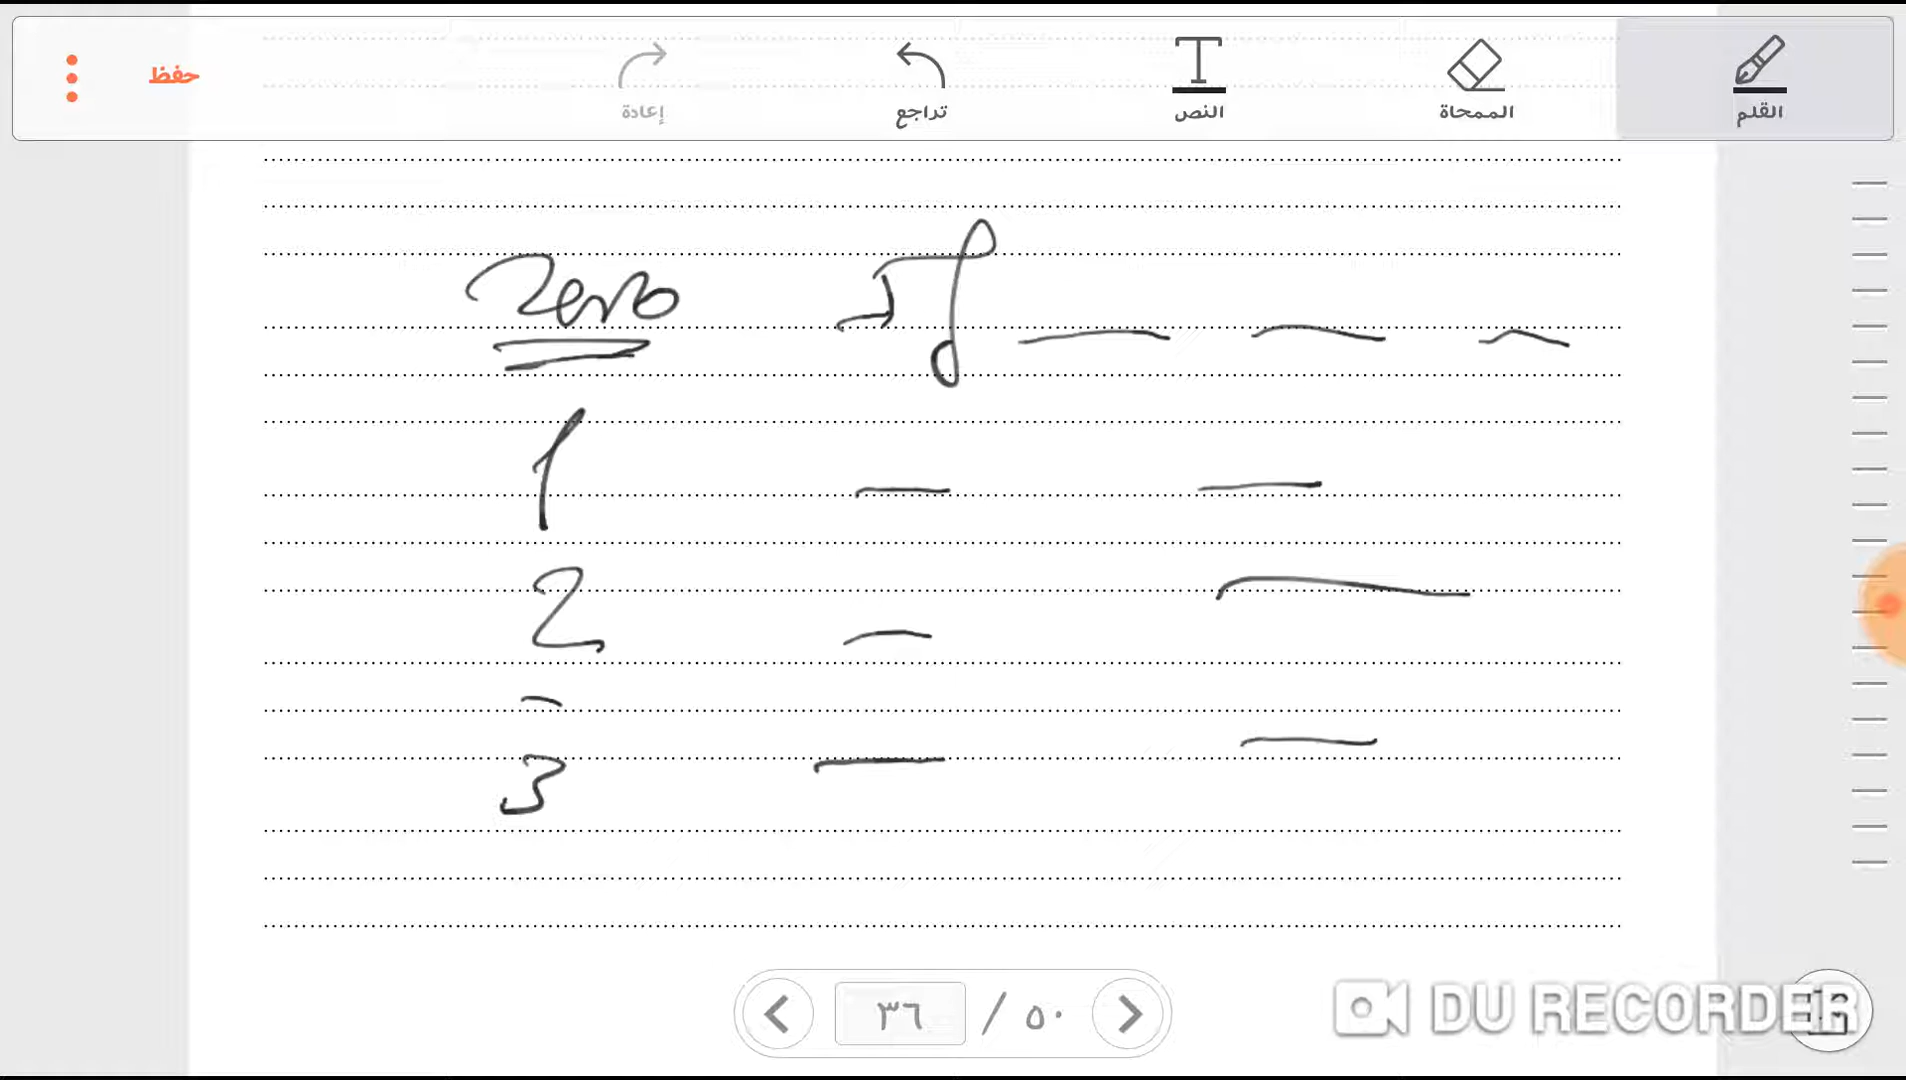 القلم الممحاة النص تراجع إعادة حفظ
Zero
1
2
3
٣٦ / ٥٠
DU RECORDER